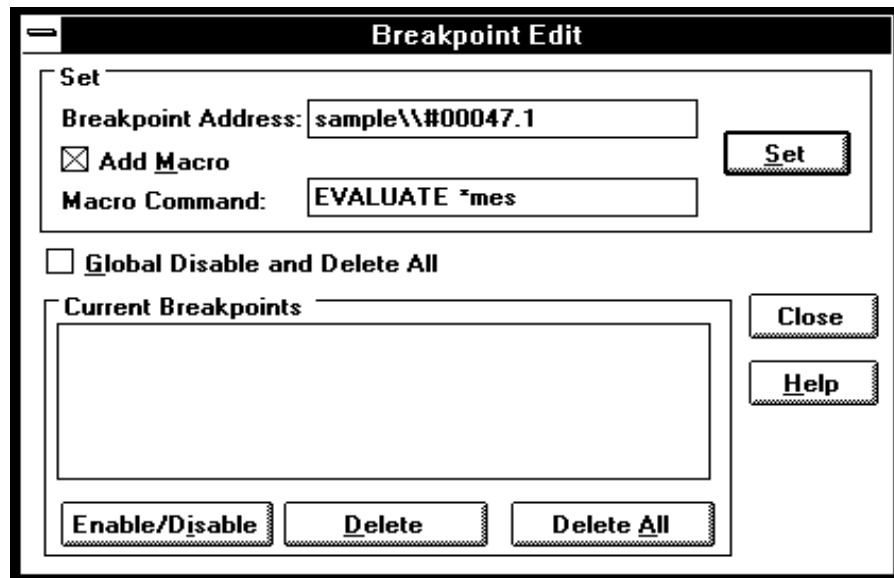 Breakpoint Edit
Set
Breakpoint Address: sample\\#00047.1
Add Macro
Set
Macro Command: EVALUATE *mes
Global Disable and Delete All
Current Breakpoints
Close
Help
Enable/Disable Delete Delete All